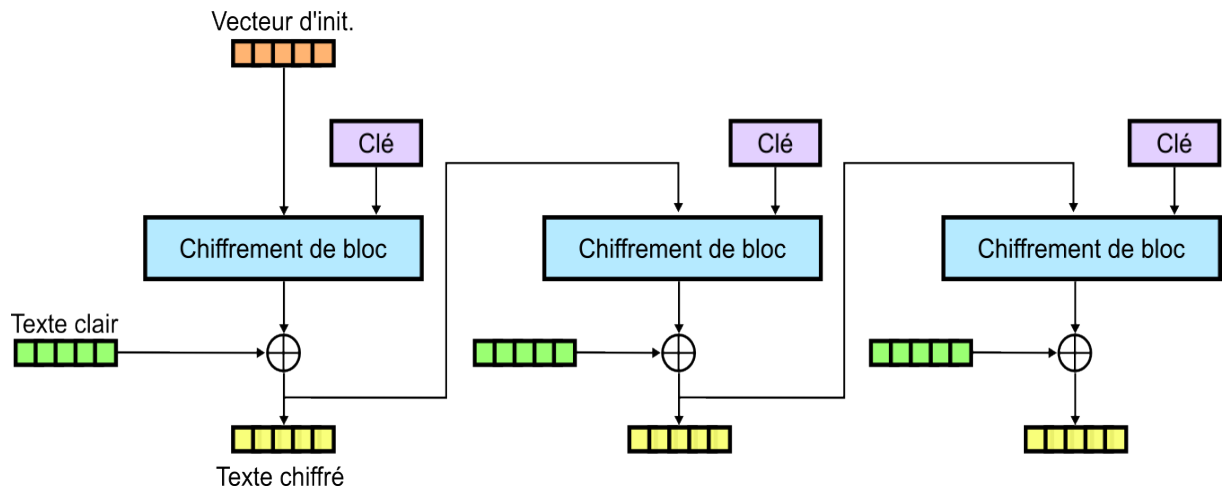 Vecteur d'init.
Clé
Clé
Clé
Chiffrement de bloc
Chiffrement de bloc
Chiffrement de bloc
Texte clair
Texte chiffré